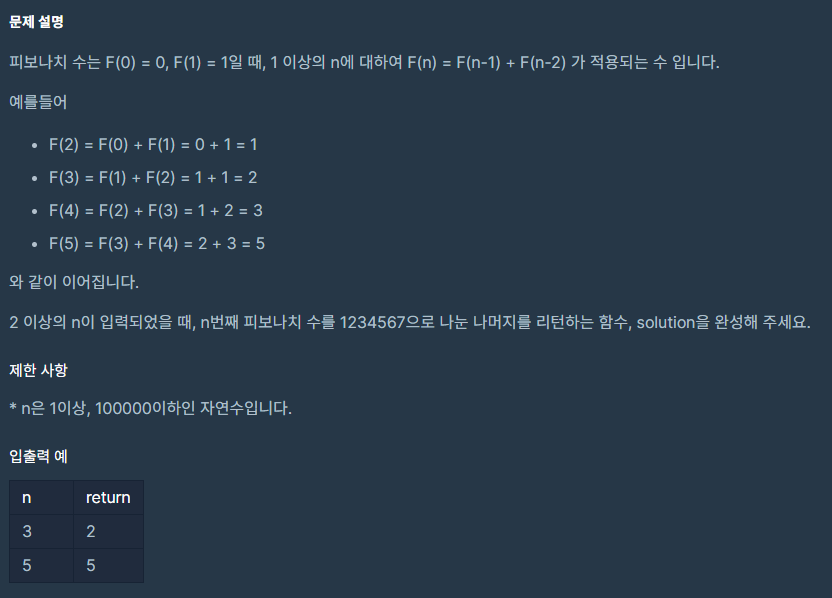 문제 설명
피보나치 수는 F(0) = 0, F(1) = 1일 때, 1 이상의 n에 대하여 F(n) = F(n-1) + F(n-2) 가 적용되는 수 입니다.
예를들어
• F(2) = F(0) + F(1) = 0 + 1 = 1
• F(3) = F(1) + F(2) = 1 + 1 = 2
• F(4) = F(2) + F(3) = 1 + 2 = 3
• F(5) = F(3) + F(4) = 2 + 3 = 5
와 같이 이어집니다.
2 이상의 n이 입력되었을 때, n번째 피보나치 수를 1234567으로 나눈 나머지를 리턴하는 함수, solution을 완성해 주세요.
제한 사항
* n은 1이상, 100000이하인 자연수입니다.
입출력 예
n return
3 2
5 5